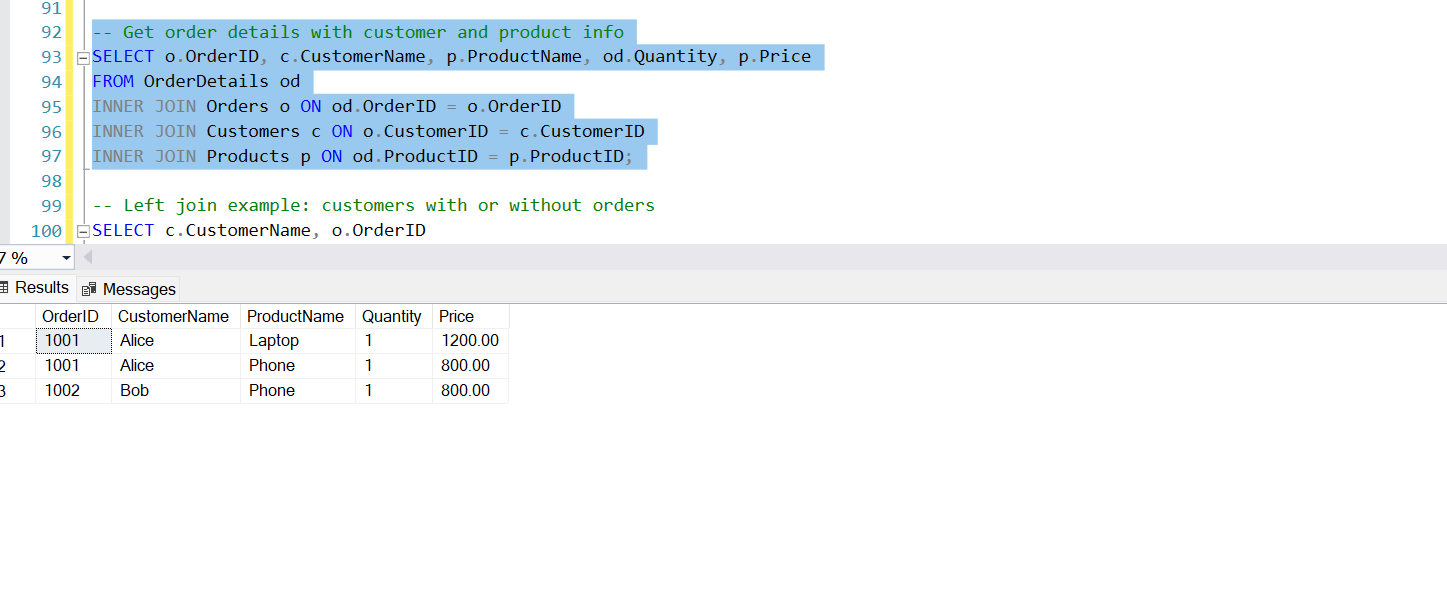 91
92 -- Get order details with customer and product info
93 SELECT o.OrderID, c.CustomerName, p.ProductName, od.Quantity, p.Price
94 FROM OrderDetails od
95 INNER JOIN Orders o ON od.OrderID = o.OrderID
96 INNER JOIN Customers c ON o.CustomerID = c.CustomerID
97 INNER JOIN Products p ON od.ProductID = p.ProductID;
98
99 -- Left join example: customers with or without orders
100 SELECT c.CustomerName, o.OrderID
7 %
Results Messages
OrderID CustomerName ProductName Quantity Price
1 1001 Alice Laptop 1 1200.00
2 1001 Alice Phone 1 800.00
3 1002 Bob Phone 1 800.00